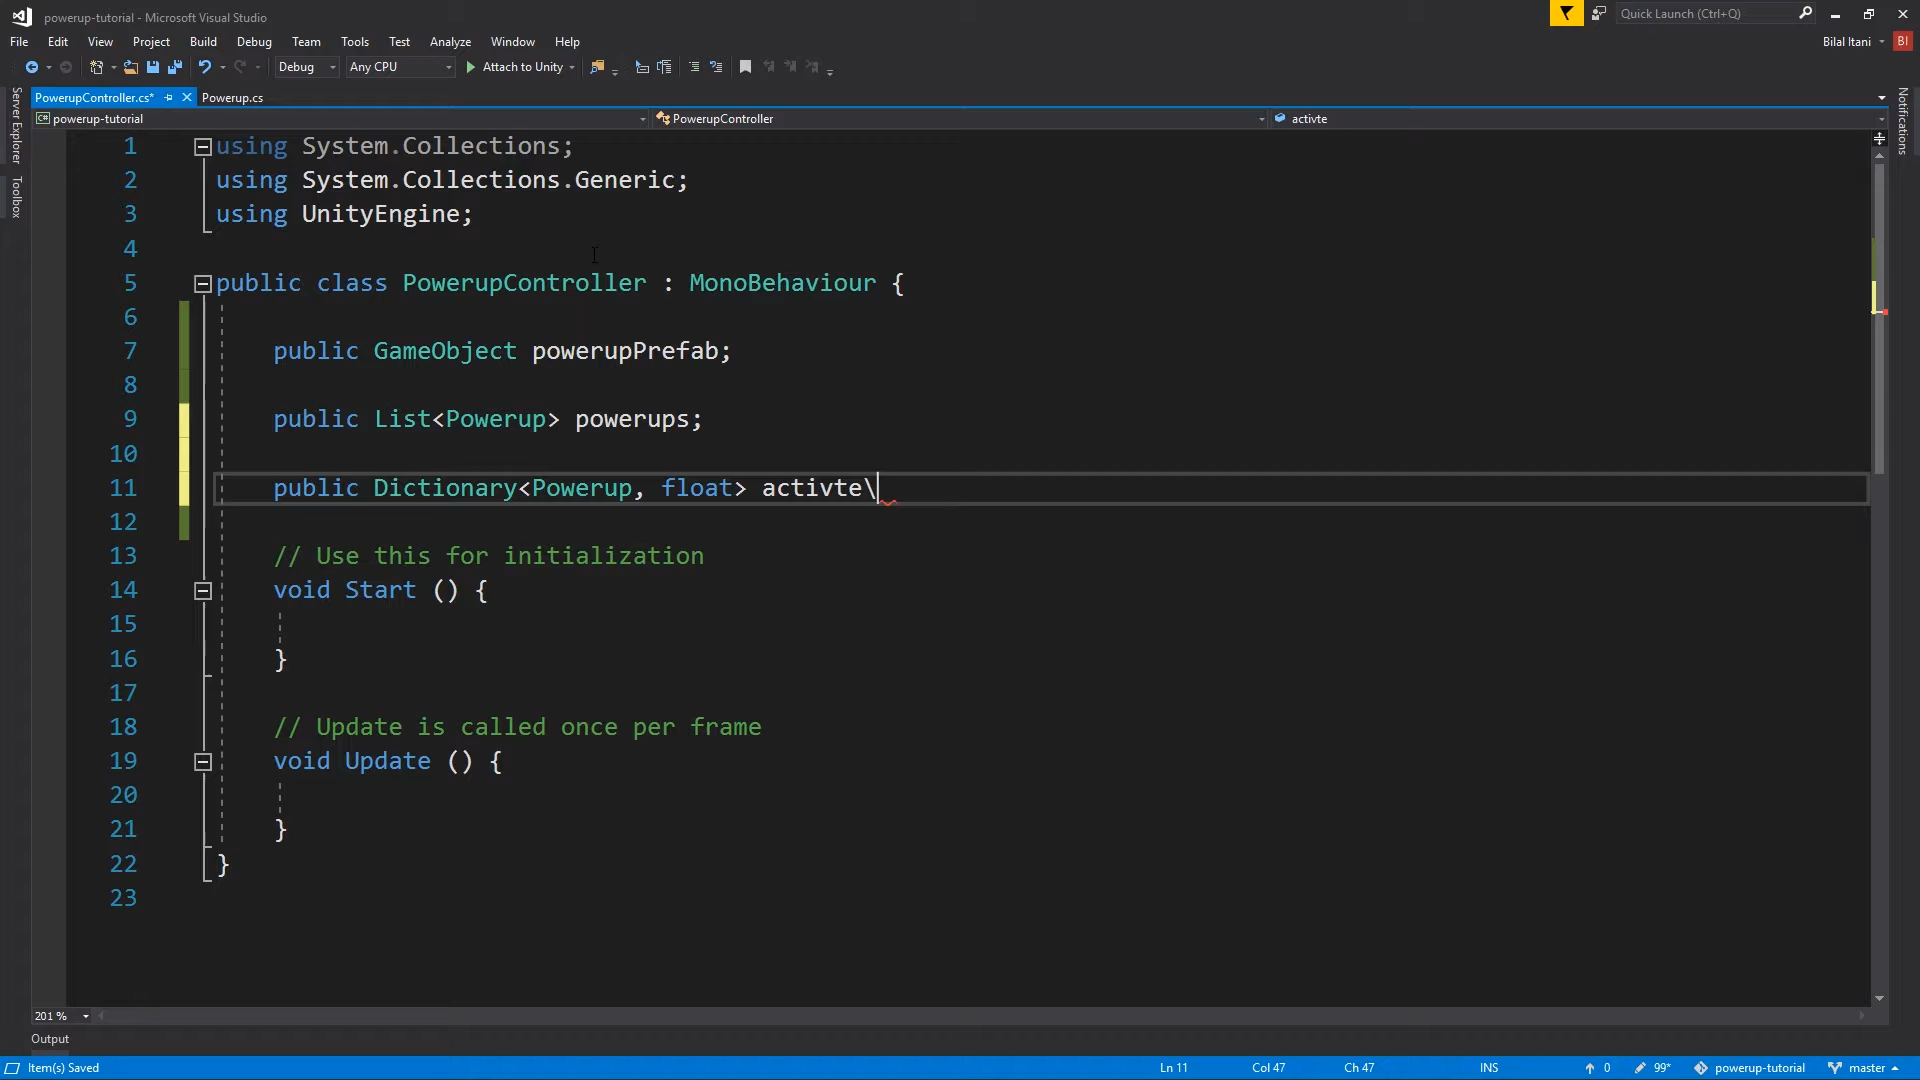 powerup-tutorial - Microsoft Visual Studio
Quick Launch (Ctrl+Q)
File Edit View Project Build Debug Team Tools Test Analyze Window Help
Bilal Itani BI
Debug Any CPU Attach to Unity
Server Explorer
Toolbox
Notifications
PowerupController.cs* Powerup.cs
powerup-tutorial PowerupController activte
1 using System.Collections;
2 using System.Collections.Generic;
3 using UnityEngine;
4
5 public class PowerupController : MonoBehaviour {
6
7 public GameObject powerupPrefab;
8
9 public List<Powerup> powerups;
10
11 public Dictionary<Powerup, float> activte\
12
13 // Use this for initialization
14 void Start () {
15
16 }
17
18 // Update is called once per frame
19 void Update () {
20
21 }
22 }
23
201 %
Output
Item(s) Saved Ln 11 Col 47 Ch 47 INS 0 99* powerup-tutorial master